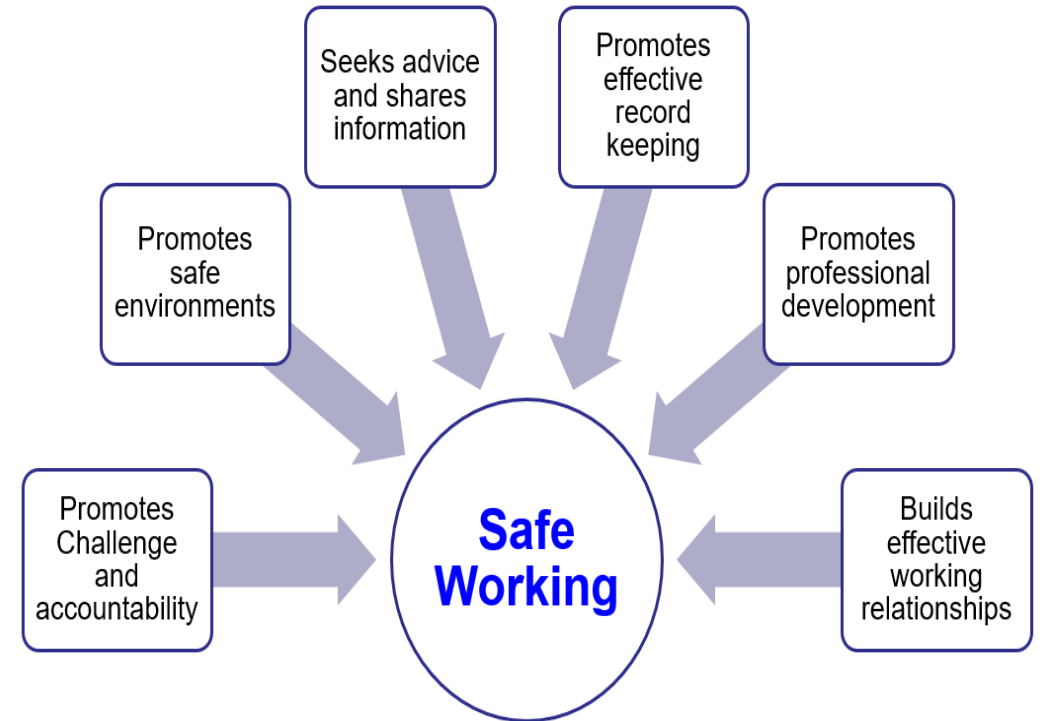 Seeks advice
and shares
information
Promotes
effective
record
keeping
Promotes
safe
environments
Promotes
professional
development
Promotes
Challenge
and
accountability
Safe
Working
Builds
effective
working
relationships